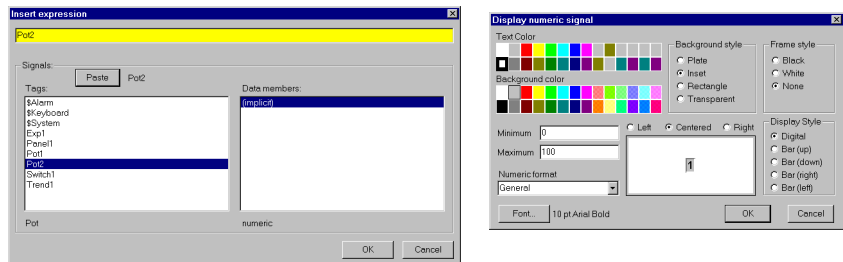 Insert expression
Pot2
Signals:
Paste
Pot2
Tags:
Data members:
$Alarm
$Keyboard
$System
Exp1
Panel1
Pot1
Pot2
Switch1
Trend1
(implicit)
Pot
numeric
OK
Cancel
Display numeric signal
Text Color
Background color
Background style
Plate
Inset
Rectangle
Transparent
Frame style
Black
White
None
Minimum
0
Maximum
100
Numeric format
General
Left
Centered
Right
1
Display Style
Digital
Bar (up)
Bar (down)
Bar (right)
Bar (left)
Font...
10 pt Arial Bold
OK
Cancel